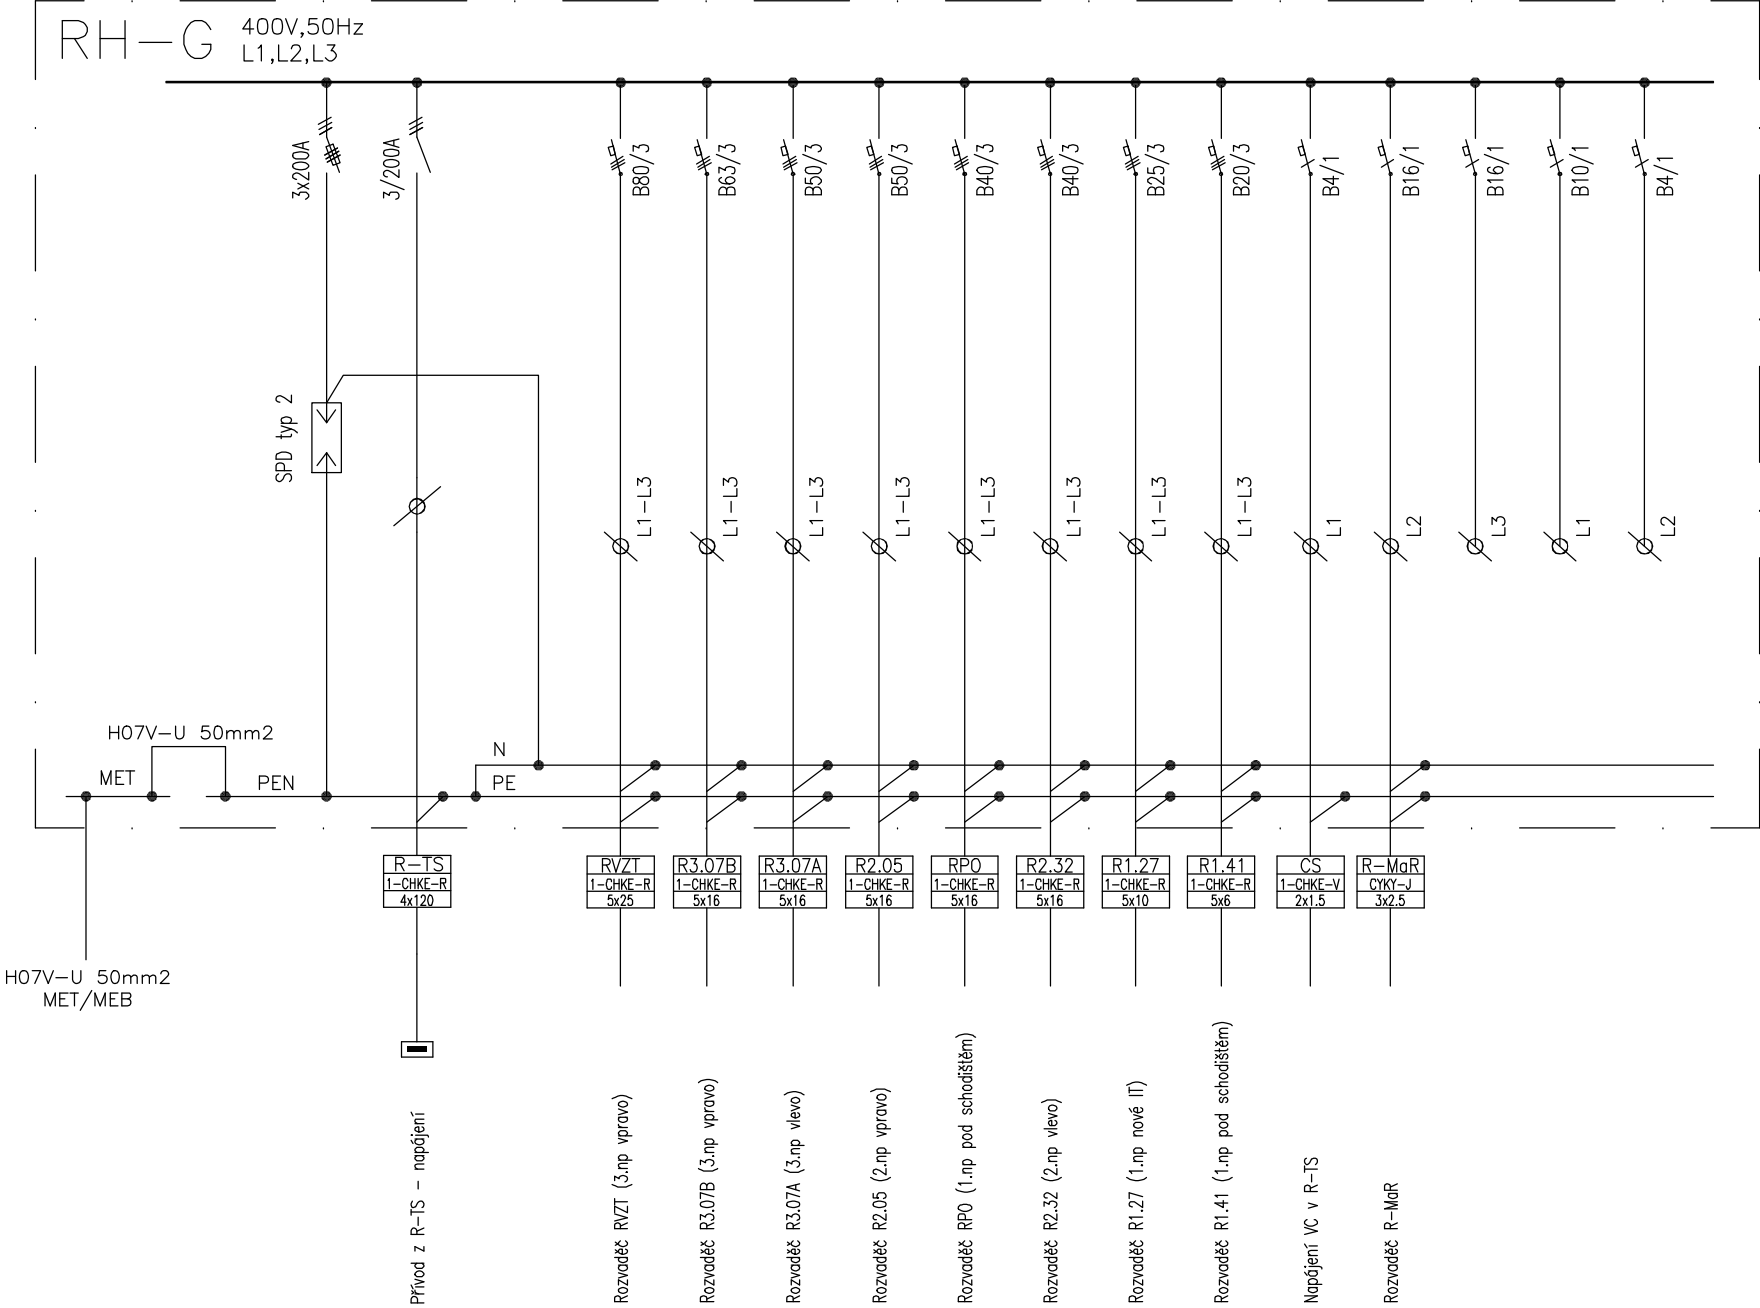 RH-G
400V,50Hz
L1,L2,L3
3x200A
3/200A
B80/3
B63/3
B50/3
B50/3
B40/3
B40/3
B25/3
B20/3
B4/1
B16/1
B16/1
B10/1
B4/1
SPD typ 2
L1-L3
L1-L3
L1-L3
L1-L3
L1-L3
L1-L3
L1-L3
L1-L3
L1
L2
L3
L1
L2
H07V-U 50mm2
MET
PEN
N
PE
R-TS
1-CHKE-R
4x120
RVZT
1-CHKE-R
5x25
R3.07B
1-CHKE-R
5x16
R3.07A
1-CHKE-R
5x16
R2.05
1-CHKE-R
5x16
RPO
1-CHKE-R
5x16
R2.32
1-CHKE-R
5x16
R1.27
1-CHKE-R
5x10
R1.41
1-CHKE-R
5x6
CS
1-CHKE-V
2x1.5
R-MaR
CYKY-J
3x2.5
H07V-U 50mm2
MET/MEB
Přívod z R-TS - napájení
Rozvaděč RVZT (3.np vpravo)
Rozvaděč R3.07B (3.np vpravo)
Rozvaděč R3.07A (3.np vlevo)
Rozvaděč R2.05 (2.np vpravo)
Rozvaděč RPO (1.np pod schodištěm)
Rozvaděč R2.32 (2.np vlevo)
Rozvaděč R1.27 (1.np nové IT)
Rozvaděč R1.41 (1.np pod schodištěm)
Napájení VC v R-TS
Rozvaděč R-MaR